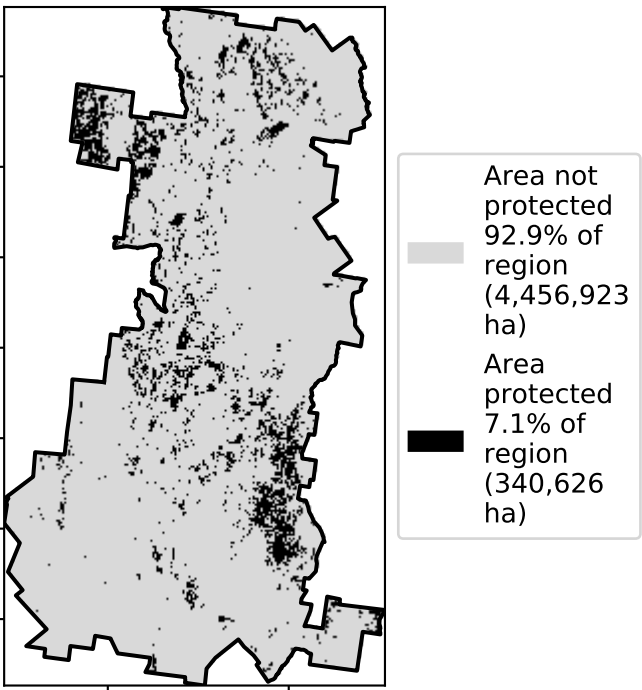 Area not
protected
92.9% of
region
(4,456,923
ha)
Area
protected
7.1% of
region
(340,626
ha)